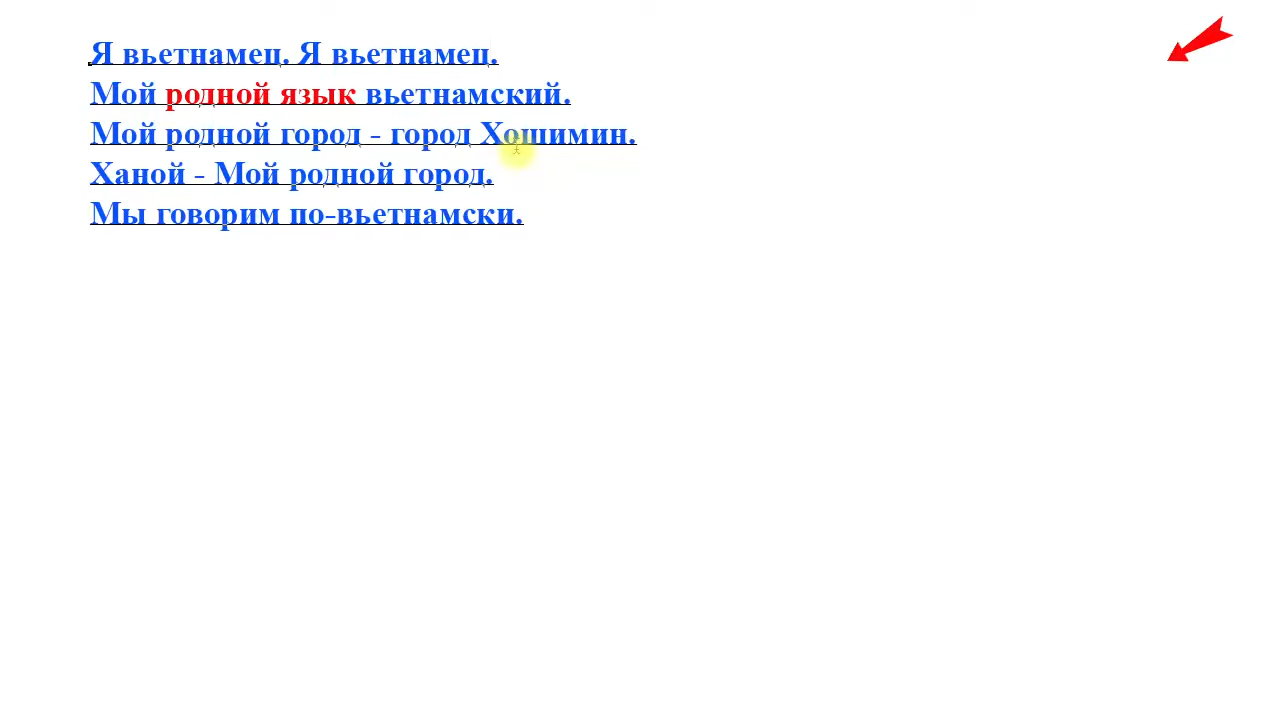 Я вьетнамец. Я вьетнамец.
Мой родной язык вьетнамский.
Мой родной город - город Хошимин.
Ханой - Мой родной город.
Мы говорим по-вьетнамски.